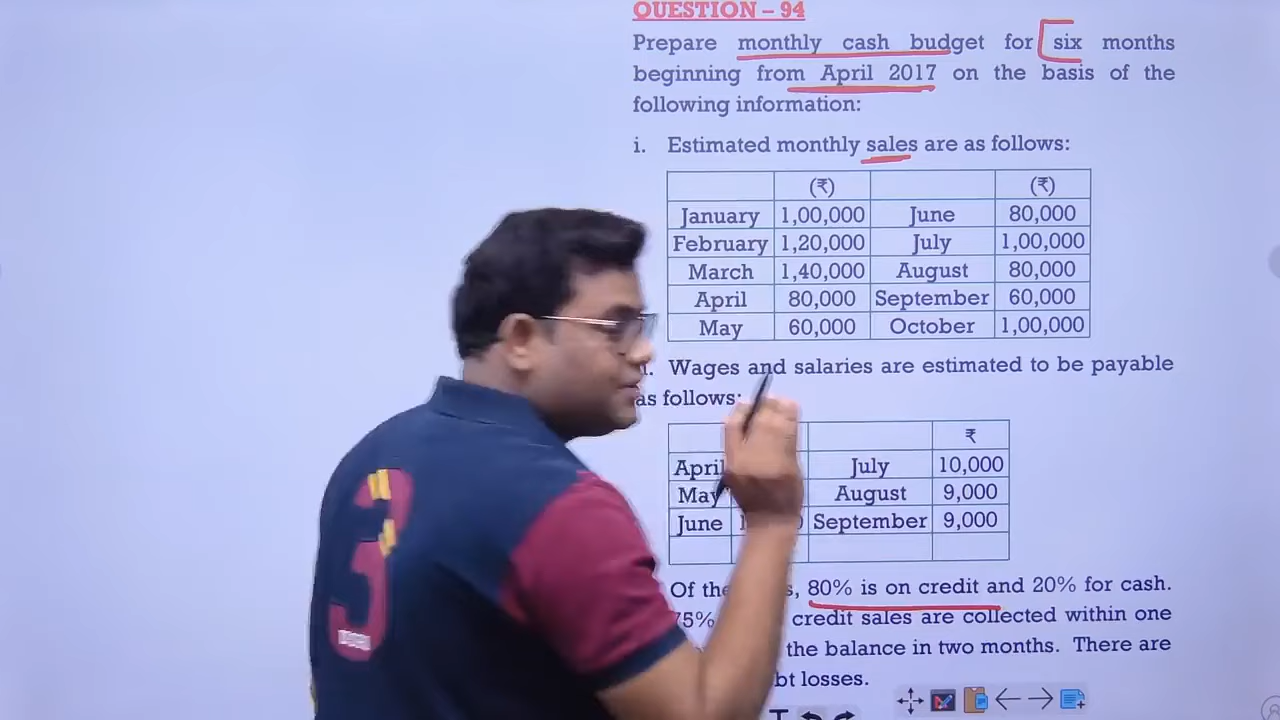 QUESTION – 94
Prepare monthly cash budget for six months
beginning from April 2017 on the basis of the
following information:
i. Estimated monthly sales are as follows:
(₹) (₹)
January 1,00,000 June 80,000
February 1,20,000 July 1,00,000
March 1,40,000 August 80,000
April 80,000 September 60,000
May 60,000 October 1,00,000
Wages and salaries are estimated to be payable
as follows:
₹
April July 10,000
May August 9,000
June September 9,000
Of the 80% is on credit and 20% for cash.
75% credit sales are collected within one
the balance in two months. There are
losses.
3